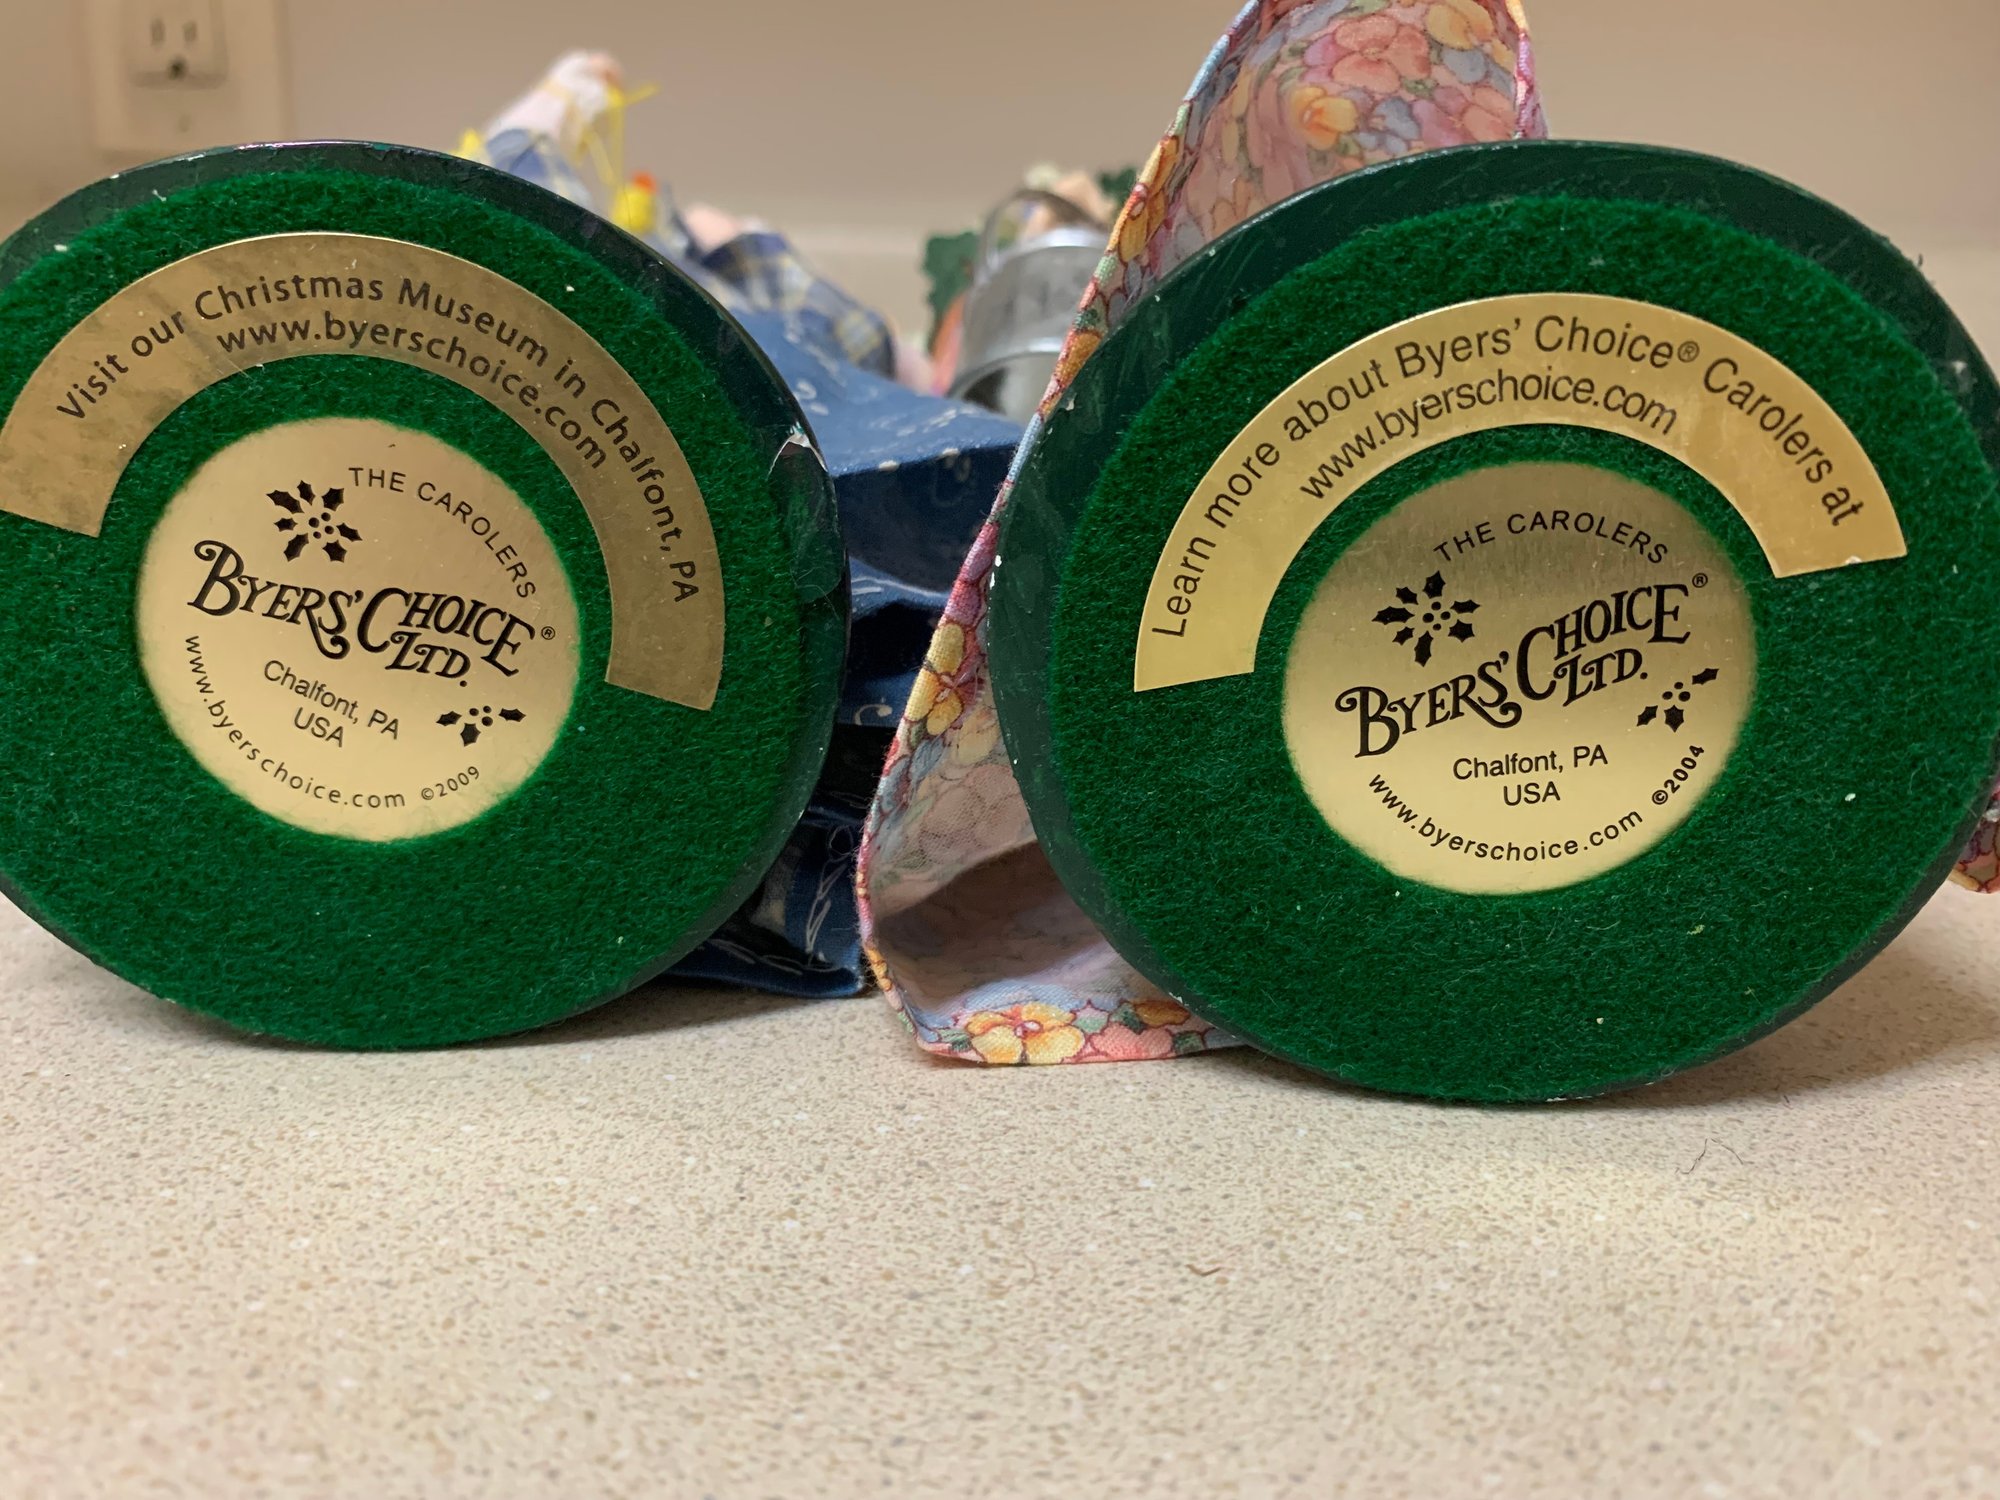 Visit our Christmas Museum in Chalfont, PA
www.byerschoice.com
THE CAROLERS
BYERS' CHOICE®
LTD.
Chalfont, PA
USA
www.byerschoice.com ©2009
Learn more about Byers' Choice® Carolers at
www.byerschoice.com
THE CAROLERS
BYERS' CHOICE®
LTD.
Chalfont, PA
USA
www.byerschoice.com ©2004